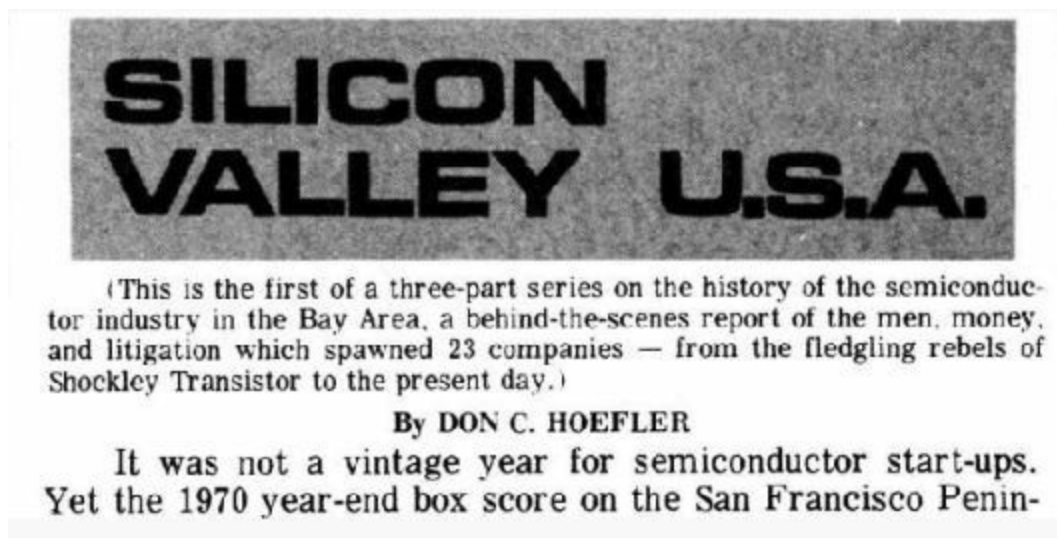 SILICON
VALLEY U.S.A.
(This is the first of a three-part series on the history of the semiconduc-
tor industry in the Bay Area, a behind-the-scenes report of the men, money,
and litigation which spawned 23 companies — from the fledgling rebels of
Shockley Transistor to the present day.)
By DON C. HOEFLER
It was not a vintage year for semiconductor start-ups.
Yet the 1970 year-end box score on the San Francisco Penin-